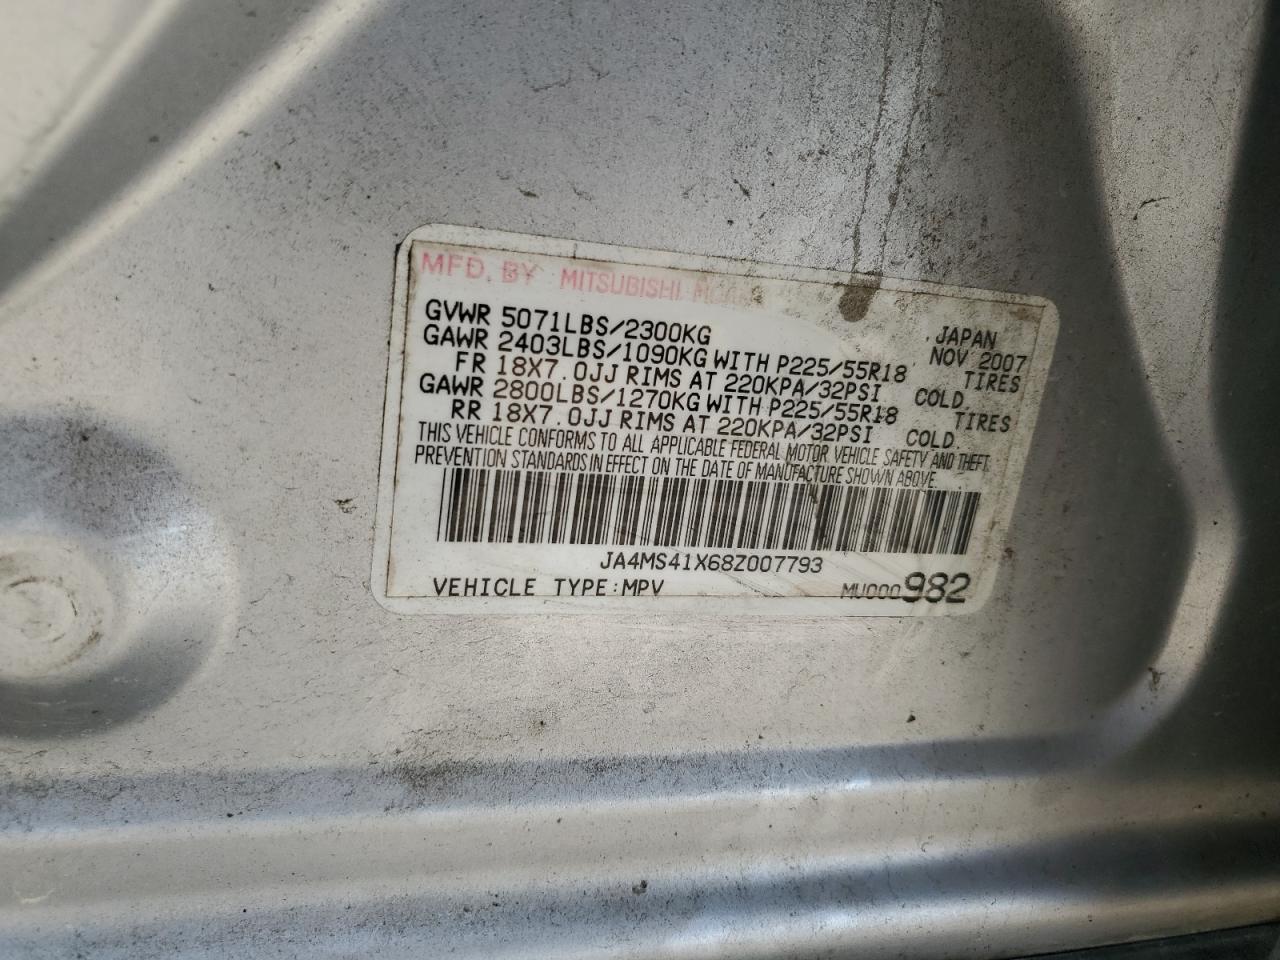 MFD. BY MITSUBISHI
JAPAN
GVWR 5071LBS/2300KG NOV 2007
GAWR 2403LBS/1090KG WITH P225/55R18 TIRES
FR 18X7.0JJ RIMS AT 220KPA/32PSI COLD.
GAWR 2800LBS/1270KG WITH P225/55R18 TIRES
RR 18X7.0JJ RIMS AT 220KPA/32PSI COLD.
THIS VEHICLE CONFORMS TO ALL APPLICABLE FEDERAL MOTOR VEHICLE SAFETY AND THEFT
PREVENTION STANDARDS IN EFFECT ON THE DATE OF MANUFACTURE SHOWN ABOVE.
JA4MS41X68Z007793
VEHICLE TYPE:MPV MU000982